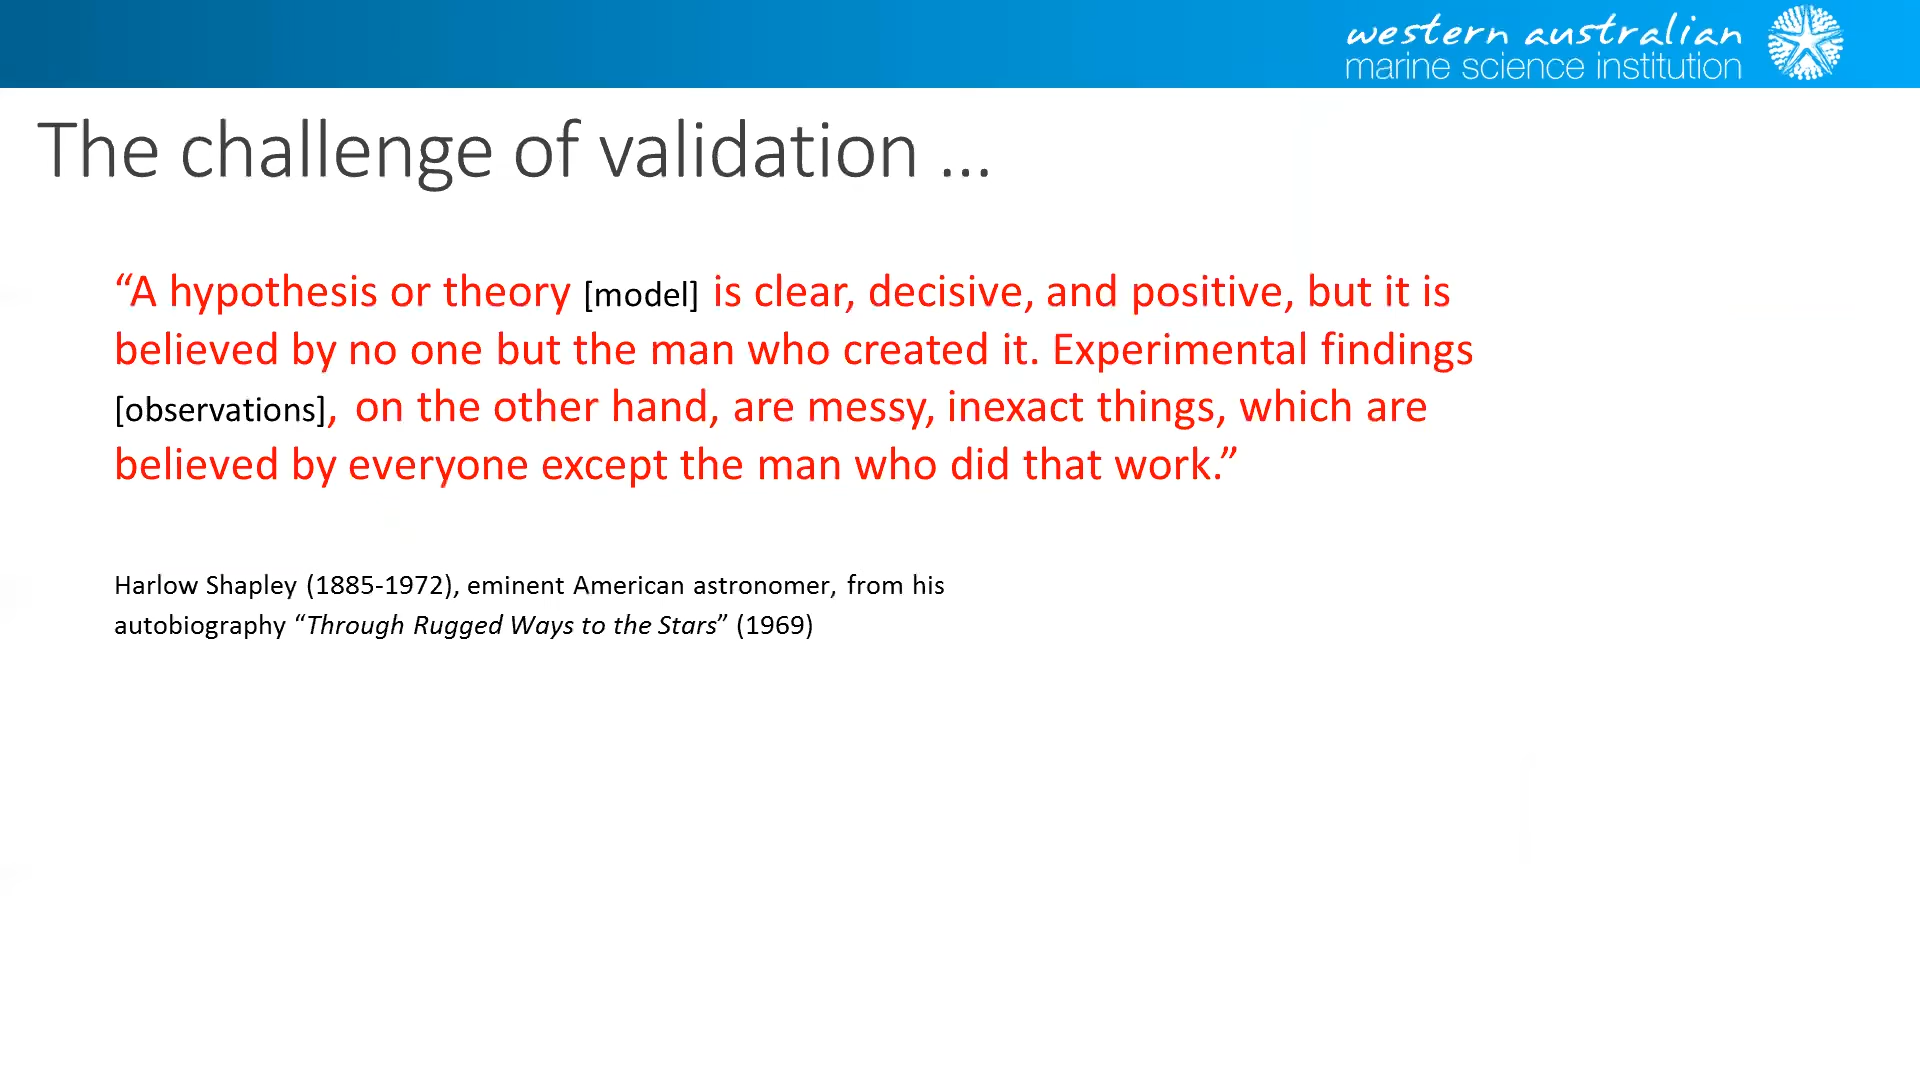 western australian
marine science institution
The challenge of validation ...
“A hypothesis or theory [model] is clear, decisive, and positive, but it is
believed by no one but the man who created it. Experimental findings
[observations], on the other hand, are messy, inexact things, which are
believed by everyone except the man who did that work.”
Harlow Shapley (1885-1972), eminent American astronomer, from his
autobiography “Through Rugged Ways to the Stars” (1969)